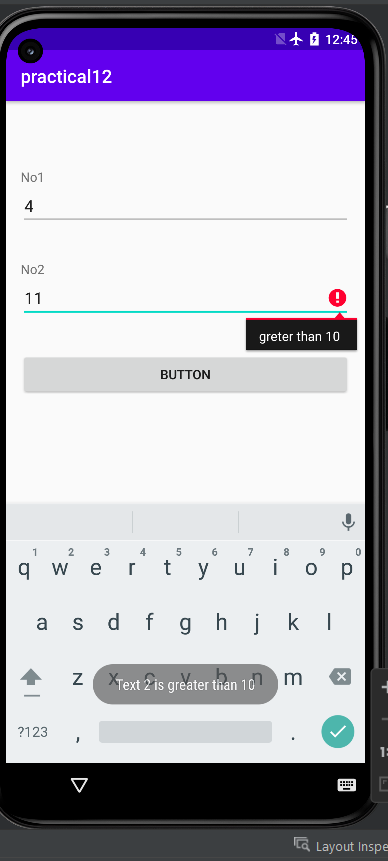 12:45
practical12
No1
4
No2
11
greter than 10
BUTTON
1 2 3 4 5 6 7 8 9 0
q w e r t y u i o p
a s d f g h j k l
z x c v b n m
Text 2 is greater than 10
?123 , .
Layout Inspe